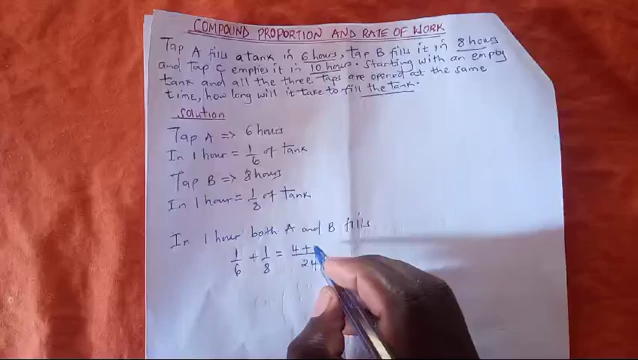 COMPOUND PROPORTION AND RATE OF WORK
Tap A fills a tank in 6 hours, Tap B fills it in 8 hours
and Tap C empties it in 10 hours. Starting with an empty
tank and all the three Taps are opened at the same
time, how long will it take to fill the tank.
Solution
Tap A => 6 hours
In 1 hour = 1/6 of Tank
Tap B => 8 hours
In 1 hour = 1/8 of Tank
In 1 hour both A and B fills
1/6 + 1/8 = 4+/24